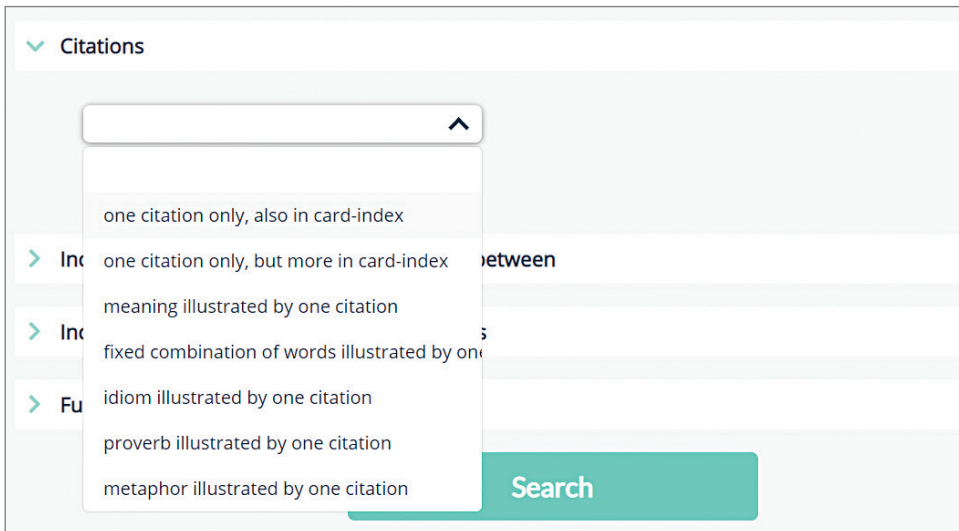 Citations
one citation only, also in card-index
one citation only, but more in card-index
meaning illustrated by one citation
fixed combination of words illustrated by
idiom illustrated by one citation
proverb illustrated by one citation
metaphor illustrated by one citation
Search